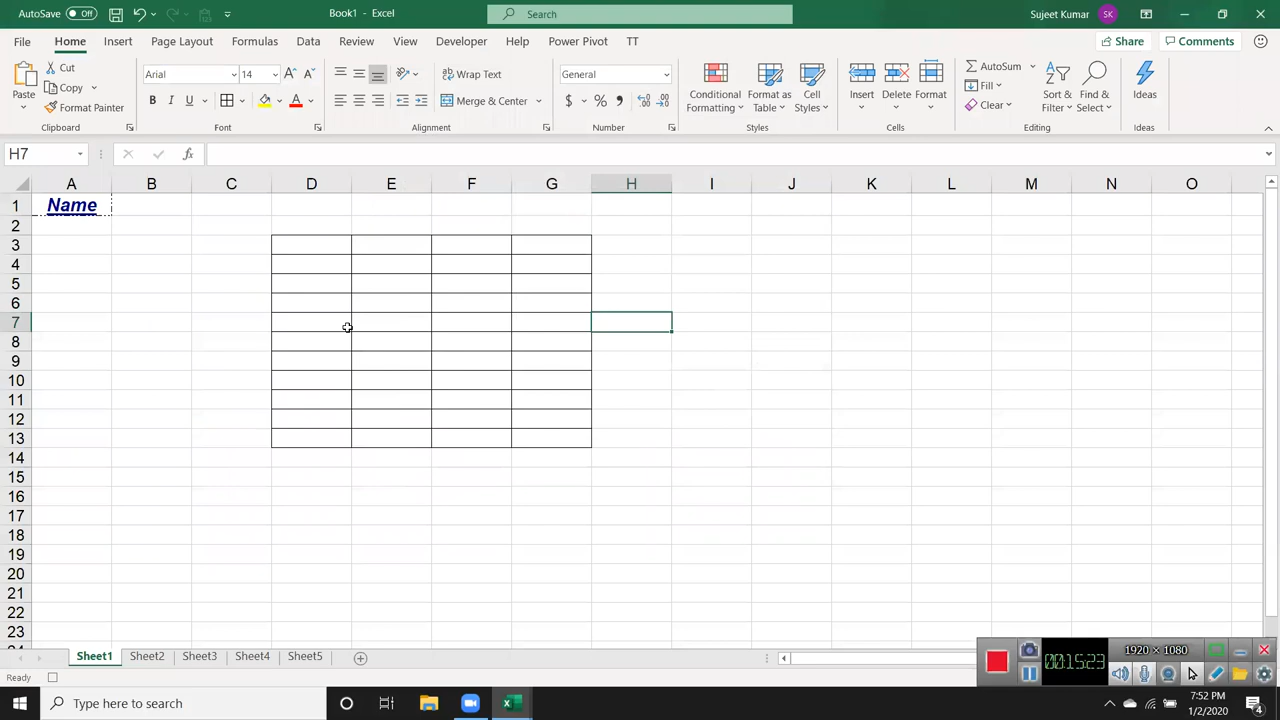 AutoSave Off
Book1 - Excel
Search
Sujeet Kumar SK
File Home Insert Page Layout Formulas Data Review View Developer Help Power Pivot TT
Share Comments
Paste
Cut
Copy
Format Painter
Clipboard
Arial 14
B I U
Font
Wrap Text
Merge & Center
Alignment
General
$ % ,
Number
Conditional Formatting
Format as Table
Cell Styles
Styles
Insert Delete Format
Cells
AutoSum
Fill
Clear
Sort & Filter
Find & Select
Editing
Ideas
Ideas
H7
fx
A B C D E F G H I J K L M N O
1 Name
2
3
4
5
6
7
8
9
10
11
12
13
14
15
16
17
18
19
20
21
22
23
Sheet1 Sheet2 Sheet3 Sheet4 Sheet5
Ready
1920 × 1080
00:15:23
Type here to search
7:52 PM
1/2/2020
4